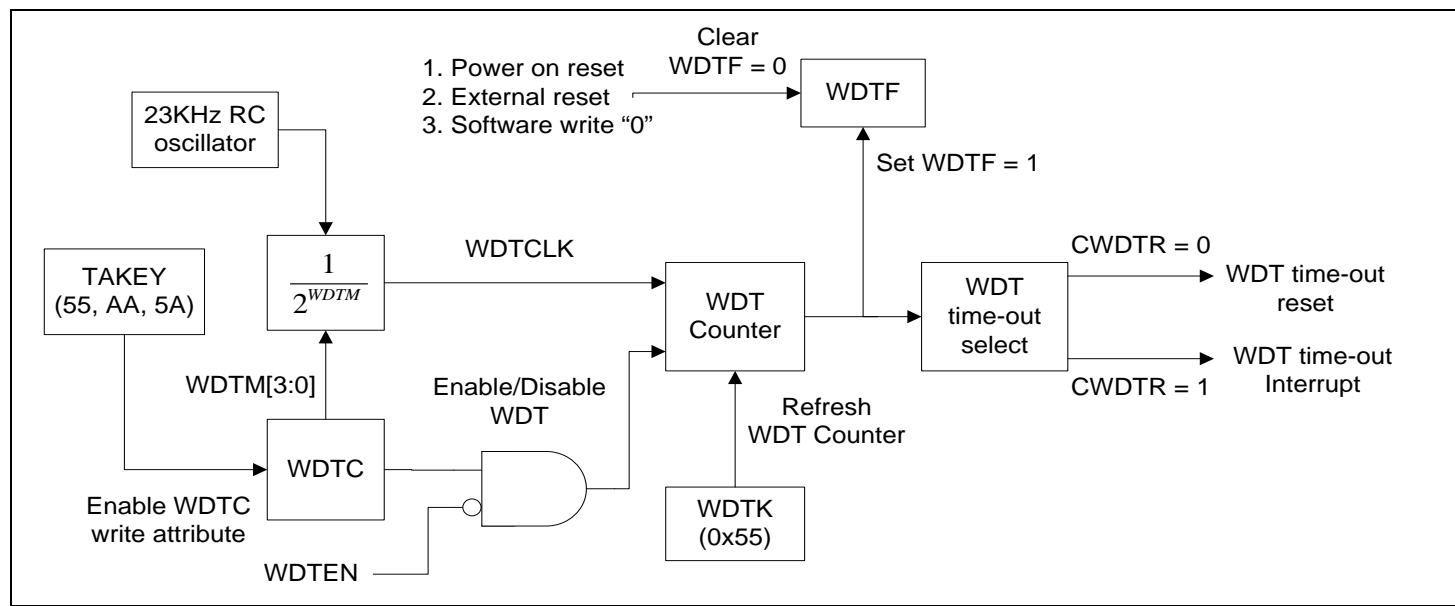 Clear
WDTF = 0
1. Power on reset
2. External reset
3. Software write “0”
WDTF
23KHz RC
oscillator
Set WDTF = 1
TAKEY
(55, AA, 5A)
1
2^WDTM
WDTCLK
WDT
Counter
WDT
time-out
select
CWDTR = 0
WDT time-out
reset
WDT time-out
Interrupt
CWDTR = 1
WDTM[3:0]
Enable/Disable
WDT
Refresh
WDT Counter
WDTC
Enable WDTC
write attribute
WDTK
(0x55)
WDTEN